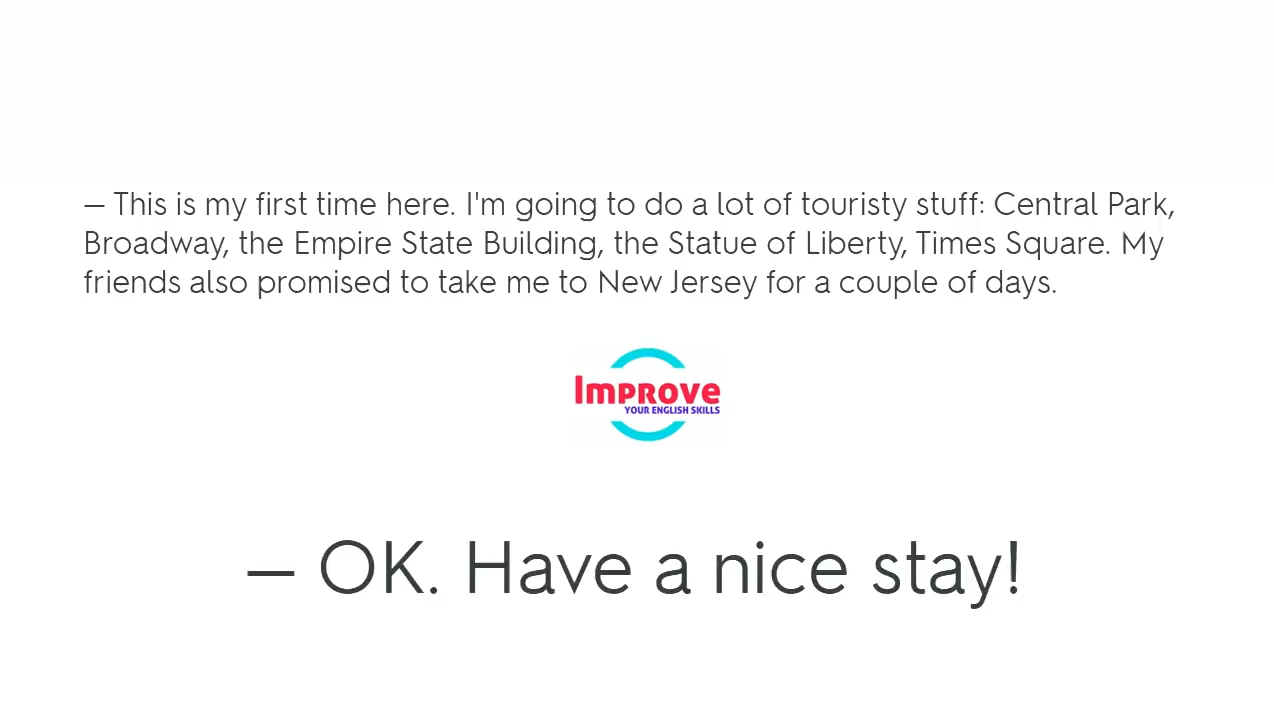 — This is my first time here. I'm going to do a lot of touristy stuff: Central Park,
Broadway, the Empire State Building, the Statue of Liberty, Times Square. My
friends also promised to take me to New Jersey for a couple of days.
Improve
YOUR ENGLISH SKILLS
— OK. Have a nice stay!